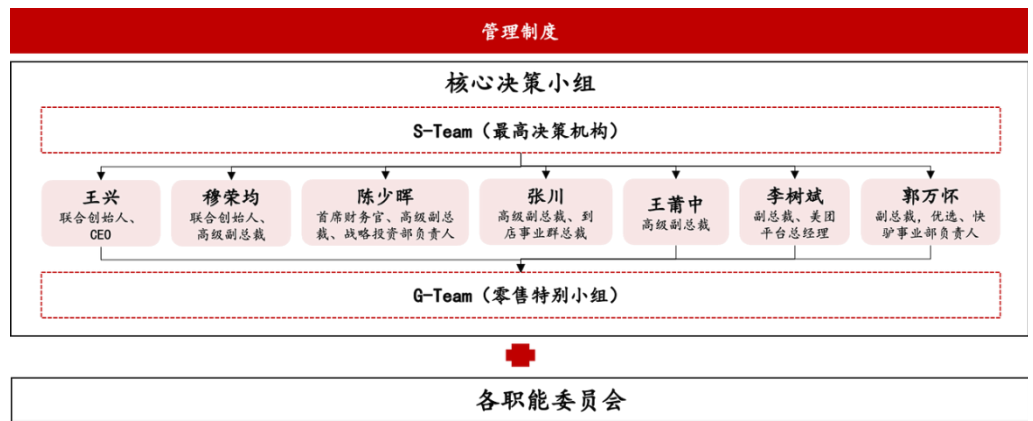 管理制度
核心决策小组
S-Team（最高决策机构）
王兴
联合创始人、
CEO
穆荣均
联合创始人、
高级副总裁
陈少晖
首席财务官、高级副总
裁、战略投资部负责人
张川
高级副总裁、到
店事业群总裁
王莆中
高级副总裁
李树斌
副总裁、美团
平台总经理
郭万怀
副总裁，优选、快
驴事业部负责人
G-Team（零售特别小组）
各职能委员会